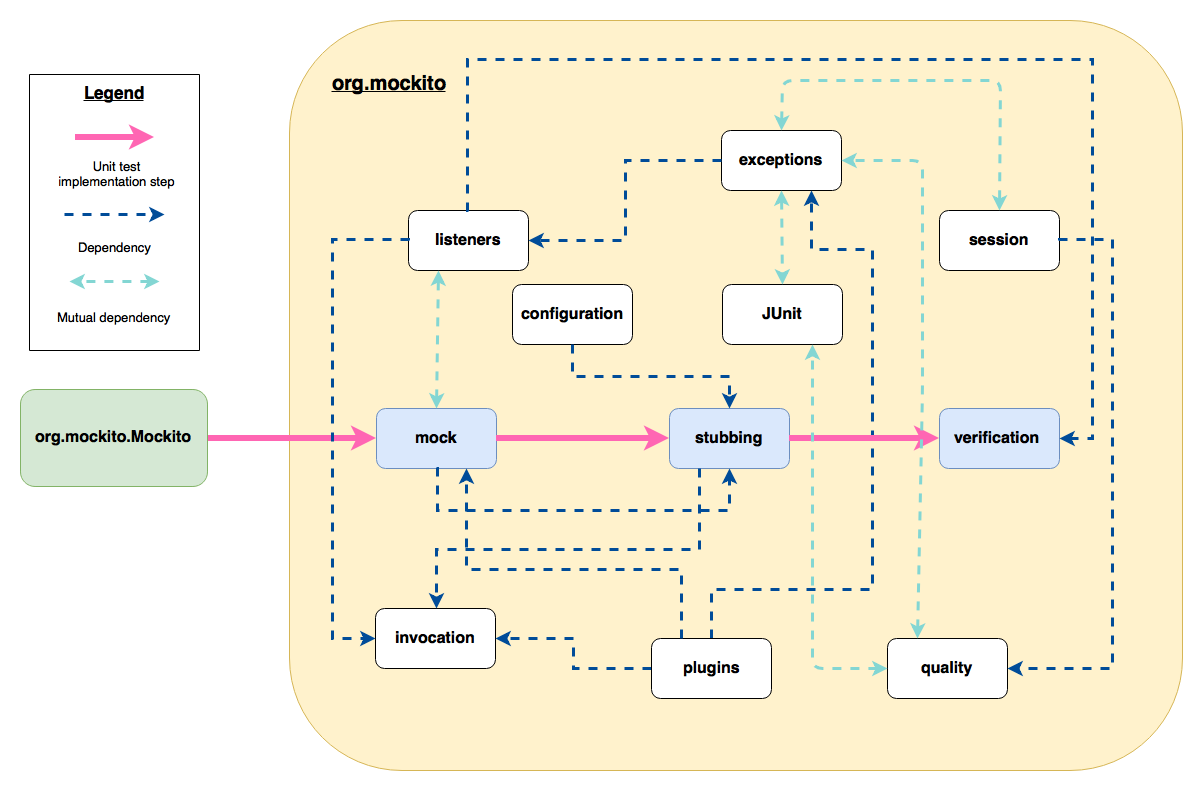 Legend
Unit test
implementation step
Dependency
Mutual dependency
org.mockito.Mockito
org.mockito
exceptions
listeners
session
configuration
JUnit
mock
stubbing
verification
invocation
plugins
quality